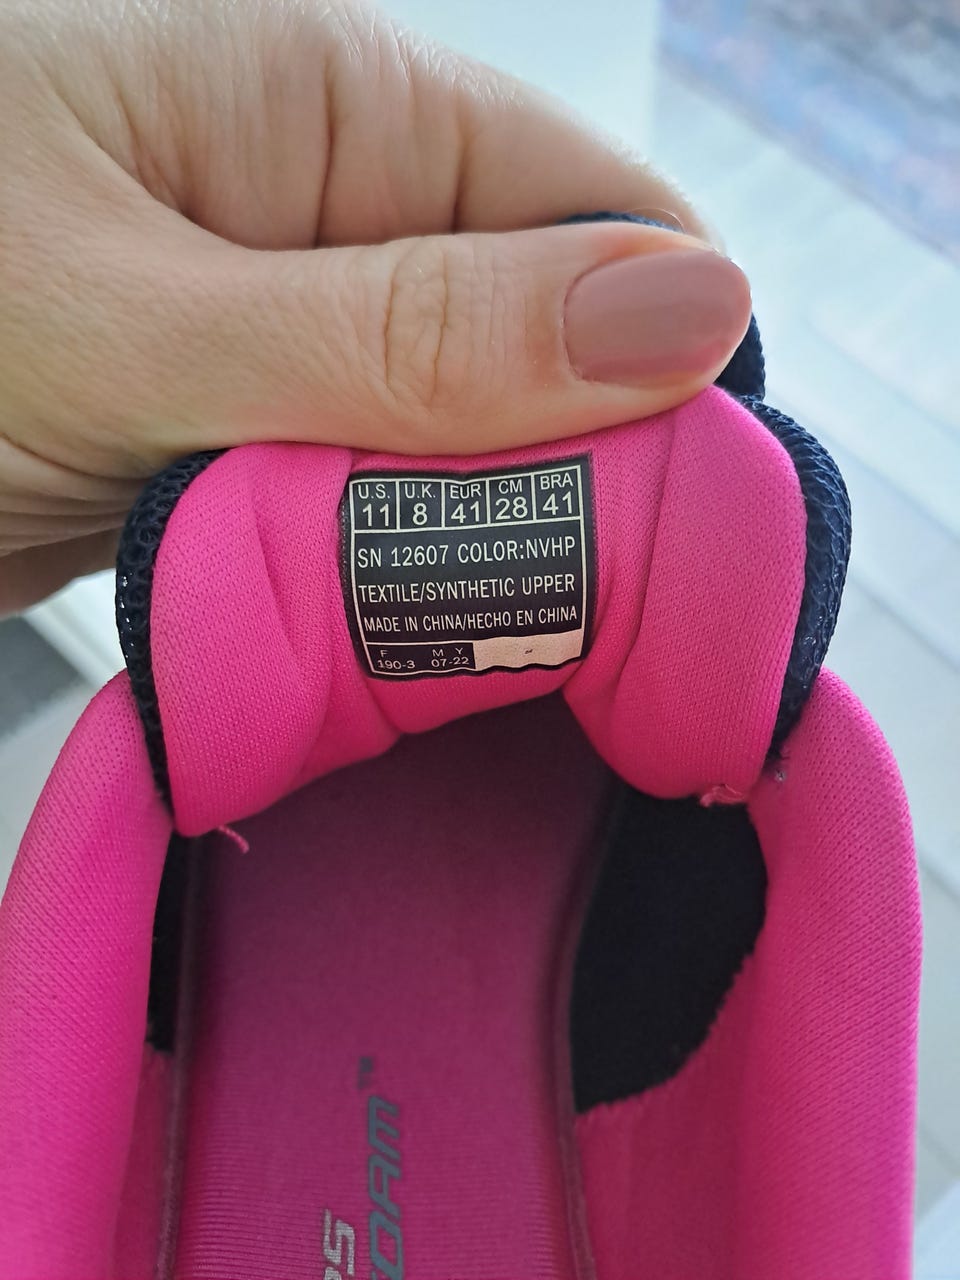 U.S. U.K. EUR CM BRA
11 8 41 28 41
SN 12607 COLOR:NVHP
TEXTILE/SYNTHETIC UPPER
MADE IN CHINA/HECHO EN CHINA
F M Y
190-3 07-22
OAM™